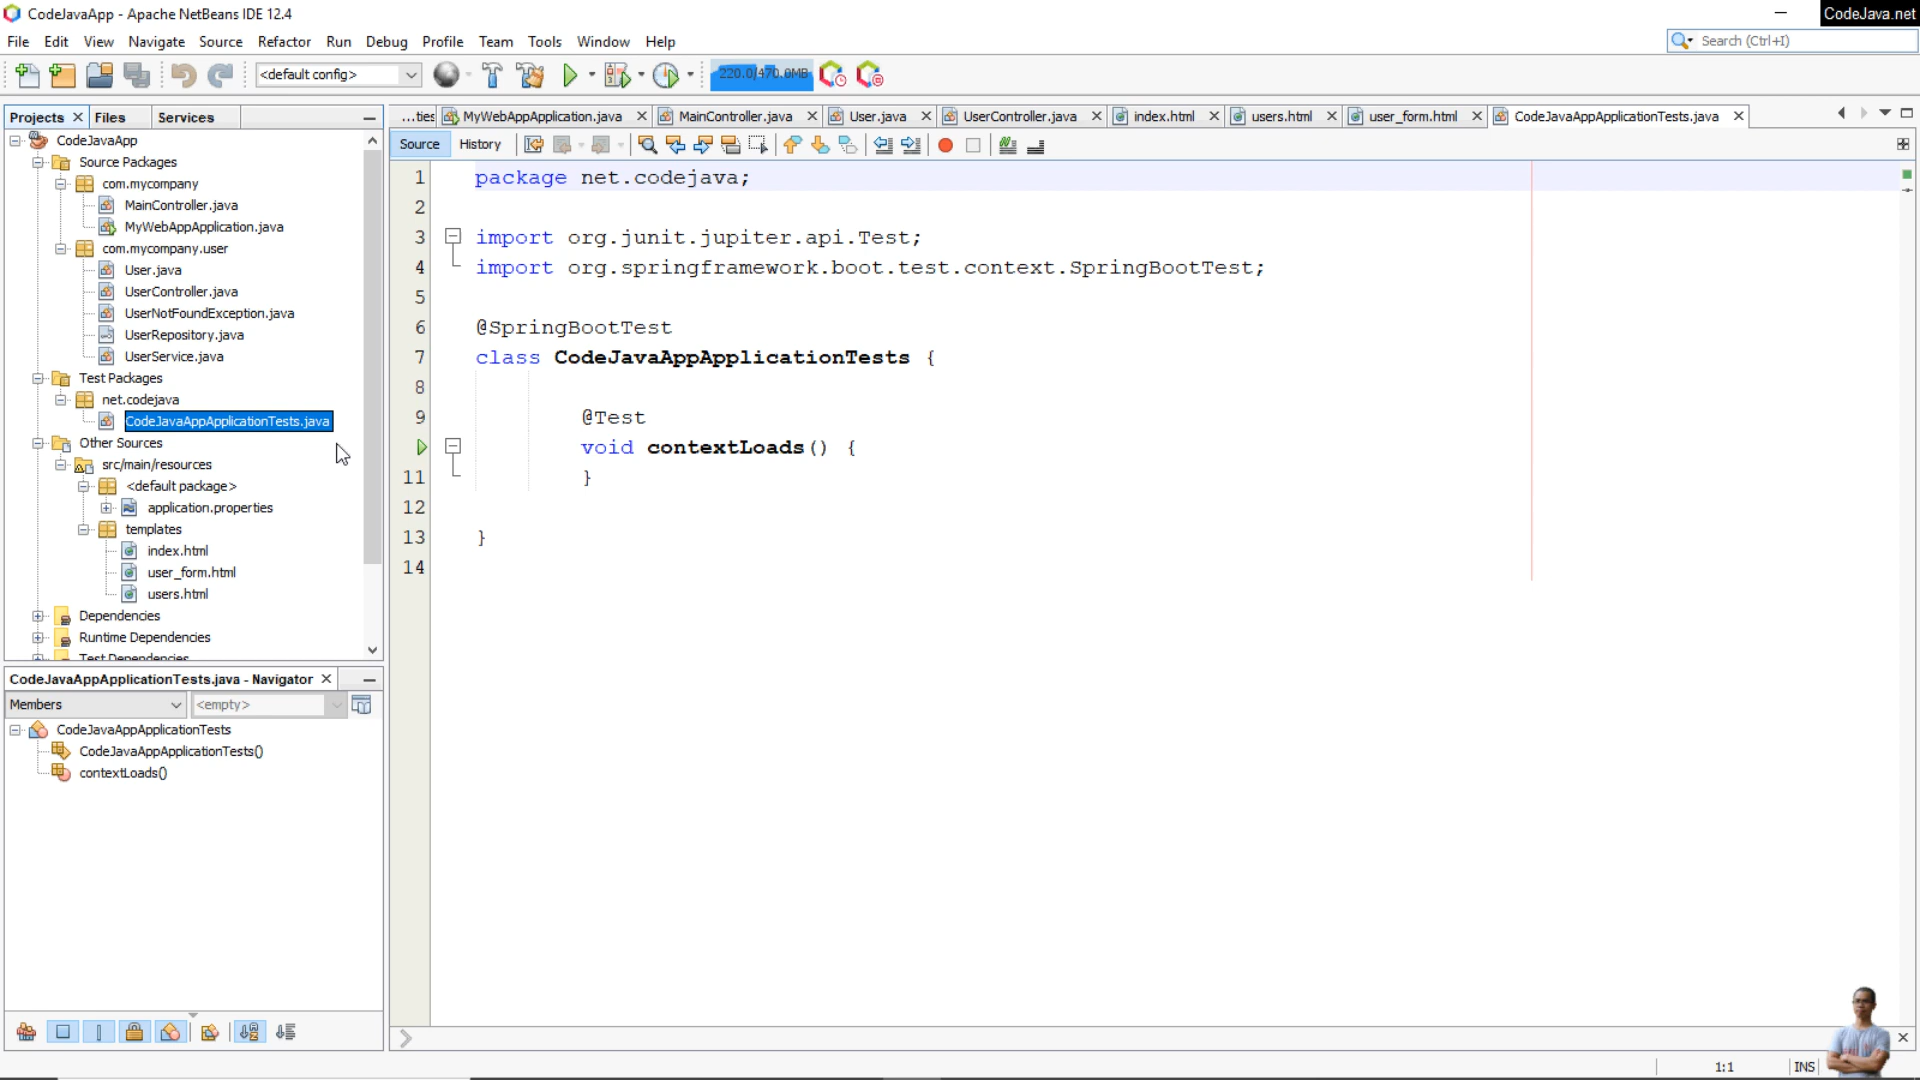 CodeJavaApp - Apache NetBeans IDE 12.4
CodeJava.net
File Edit View Navigate Source Refactor Run Debug Profile Team Tools Window Help
Search (Ctrl+I)
<default config>
220.0/470.0MB
Projects Files Services
...ties MyWebAppApplication.java MainController.java User.java UserController.java index.html users.html user_form.html CodeJavaAppApplicationTests.java
Source History
CodeJavaApp
Source Packages
com.mycompany
MainController.java
MyWebAppApplication.java
com.mycompany.user
User.java
UserController.java
UserNotFoundException.java
UserRepository.java
UserService.java
Test Packages
net.codejava
CodeJavaAppApplicationTests.java
Other Sources
src/main/resources
<default package>
application.properties
templates
index.html
user_form.html
users.html
Dependencies
Runtime Dependencies
Test Dependencies
1 package net.codejava;
2
3 import org.junit.jupiter.api.Test;
4 import org.springframework.boot.test.context.SpringBootTest;
5
6 @SpringBootTest
7 class CodeJavaAppApplicationTests {
8
9 @Test
void contextLoads() {
11 }
12
13 }
14
CodeJavaAppApplicationTests.java - Navigator
Members <empty>
CodeJavaAppApplicationTests
CodeJavaAppApplicationTests()
contextLoads()
1:1 INS